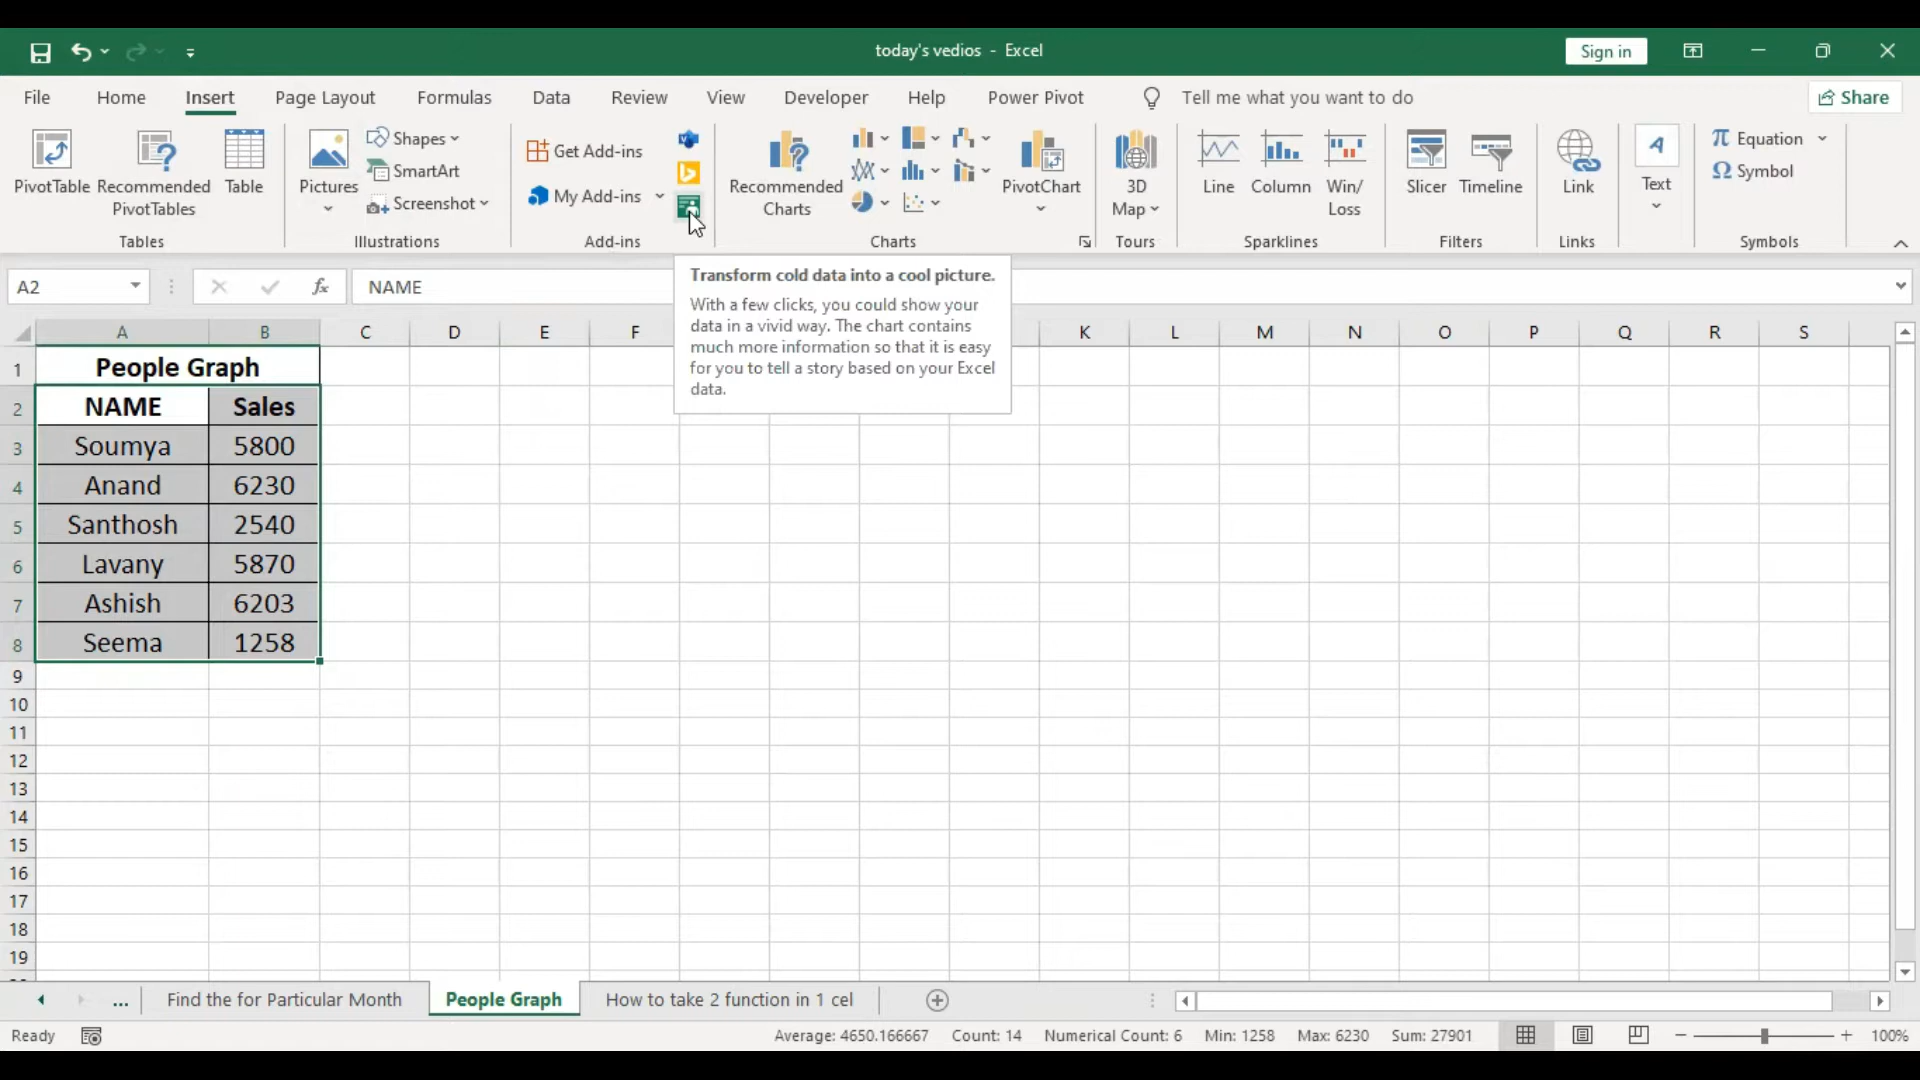 today's vedios - Excel
Sign in
File Home Insert Page Layout Formulas Data Review View Developer Help Power Pivot Tell me what you want to do Share
PivotTable
Recommended
PivotTables
Table
Tables
Pictures
Shapes
SmartArt
Screenshot
Illustrations
Get Add-ins
My Add-ins
Add-ins
Recommended
Charts
PivotChart
Charts
3D
Map
Tours
Line
Column
Win/
Loss
Sparklines
Slicer
Timeline
Filters
Link
Links
A
Text
π Equation
Ω Symbol
Symbols
A2
fx
NAME
Transform cold data into a cool picture.
With a few clicks, you could show your
data in a vivid way. The chart contains
much more information so that it is easy
for you to tell a story based on your Excel
data.
A B C D E F K L M N O P Q R S
1 People Graph
2 NAME Sales
3 Soumya 5800
4 Anand 6230
5 Santhosh 2540
6 Lavany 5870
7 Ashish 6203
8 Seema 1258
9
10
11
12
13
14
15
16
17
18
19
... Find the for Particular Month People Graph How to take 2 function in 1 cel
Ready Average: 4650.166667 Count: 14 Numerical Count: 6 Min: 1258 Max: 6230 Sum: 27901 100%